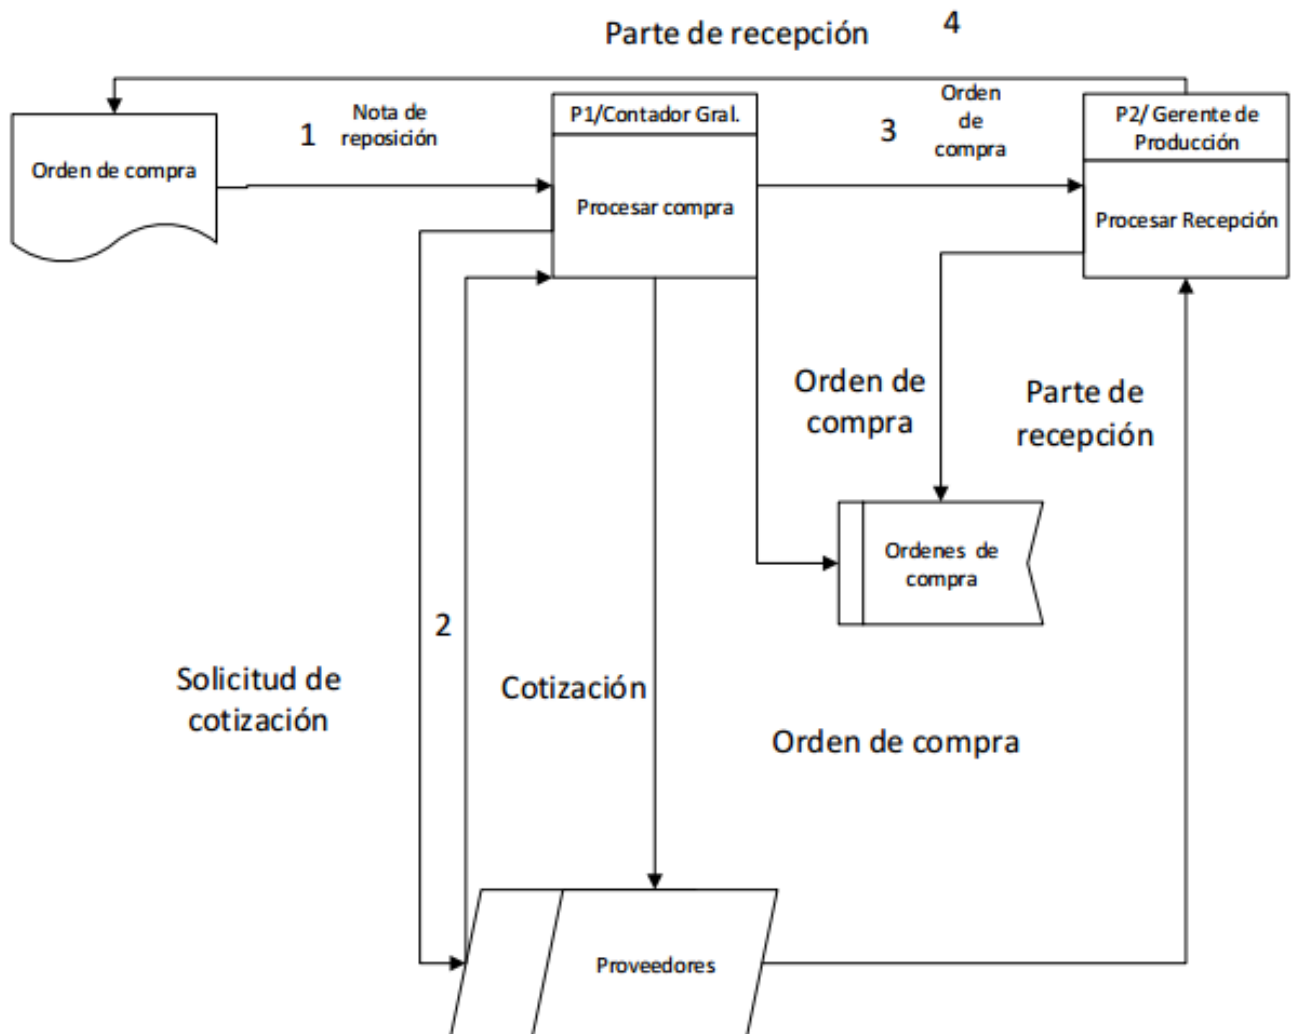 Parte de recepción 4
Orden de compra
1
Nota de
reposición
P1/Contador Gral.
Procesar compra
3
Orden
de
compra
P2/ Gerente de
Producción
Procesar Recepción
Orden de
compra
Parte de
recepción
Ordenes de
compra
2
Solicitud de
cotización
Cotización
Orden de compra
Proveedores